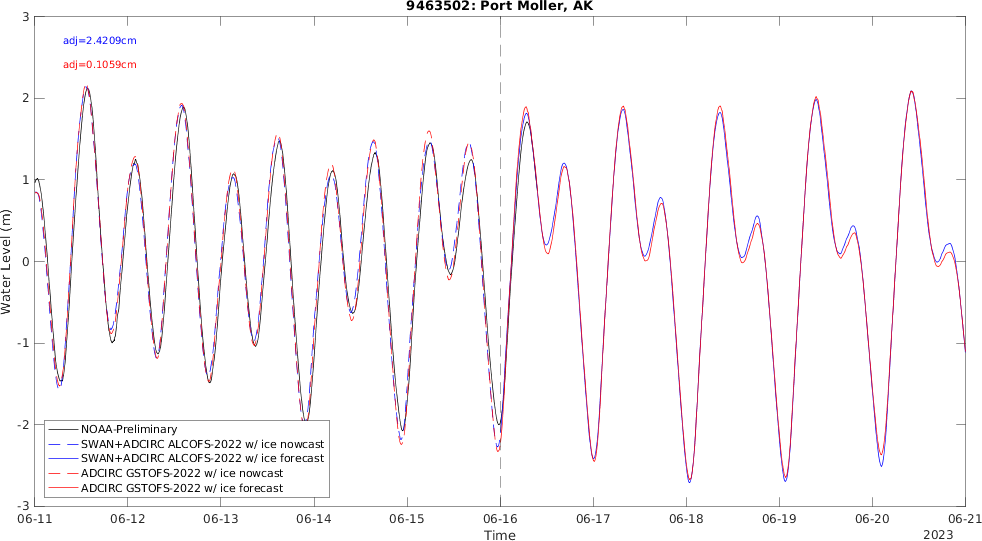 9463502: Port Moller, AK
adj=2.4209cm
adj=0.1059cm
Water Level (m)
3
2
1
0
-1
-2
-3
NOAA-Preliminary
SWAN+ADCIRC ALCOFS-2022 w/ ice nowcast
SWAN+ADCIRC ALCOFS-2022 w/ ice forecast
ADCIRC GSTOFS-2022 w/ ice nowcast
ADCIRC GSTOFS-2022 w/ ice forecast
06-11 06-12 06-13 06-14 06-15 06-16 06-17 06-18 06-19 06-20 06-21
Time
2023